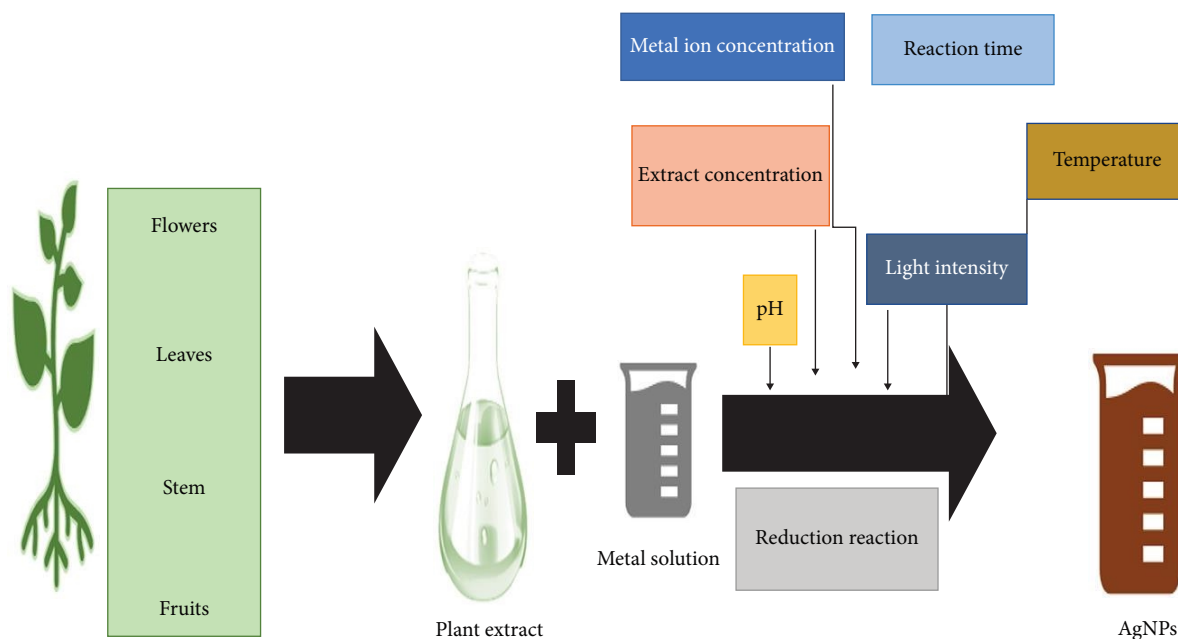 Metal ion concentration
Reaction time
Extract concentration
Temperature
Flowers
Light intensity
pH
Leaves
Stem
Reduction reaction
Metal solution
Fruits
Plant extract
AgNPs